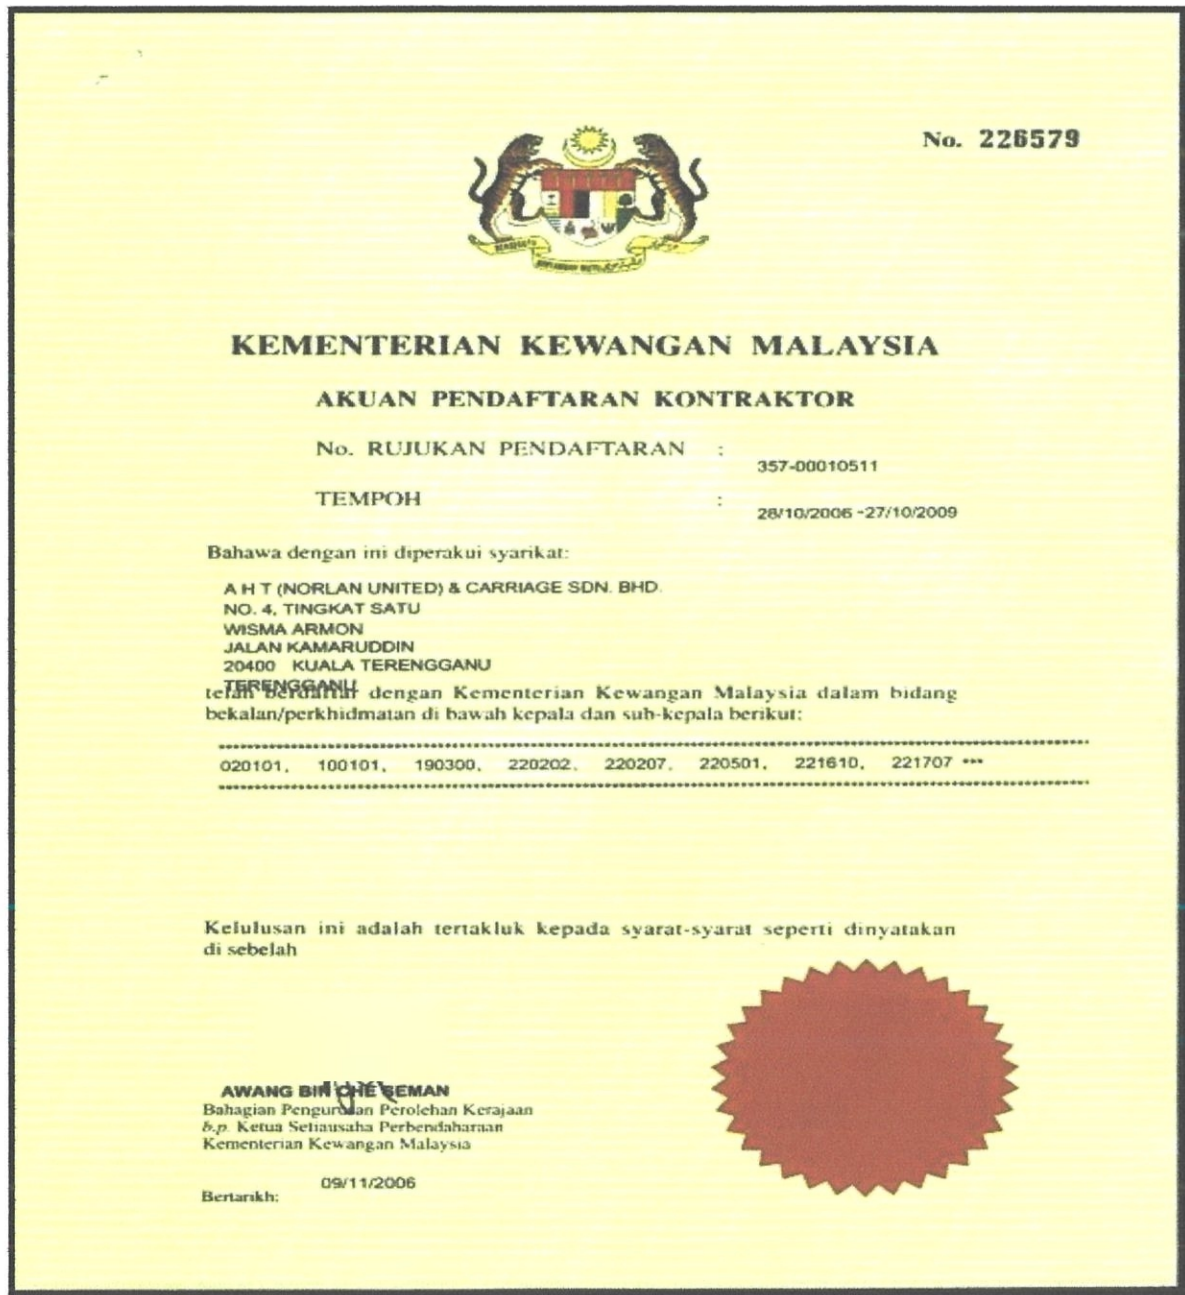 No. 226579
KEMENTERIAN KEWANGAN MALAYSIA
AKUAN PENDAFTARAN KONTRAKTOR
No. RUJUKAN PENDAFTARAN : 357-00010511
TEMPOH : 28/10/2006 -27/10/2009
Bahawa dengan ini diperakui syarikat:
A H T (NORLAN UNITED) & CARRIAGE SDN. BHD.
NO. 4, TINGKAT SATU
WISMA ARMON
JALAN KAMARUDDIN
20400 KUALA TERENGGANU
TERENGGANU
telah berdaftar dengan Kementerian Kewangan Malaysia dalam bidang
bekalan/perkhidmatan di bawah kepala dan sub-kepala berikut:
020101, 100101, 190300, 220202, 220207, 220501, 221610, 221707 ***
Kelulusan ini adalah tertakluk kepada syarat-syarat seperti dinyatakan
di sebelah
AWANG BIN CHE SEMAN
Bahagian Pengurusan Perolehan Kerajaan
b.p. Ketua Setiausaha Perbendaharaan
Kementerian Kewangan Malaysia
Bertarikh: 09/11/2006